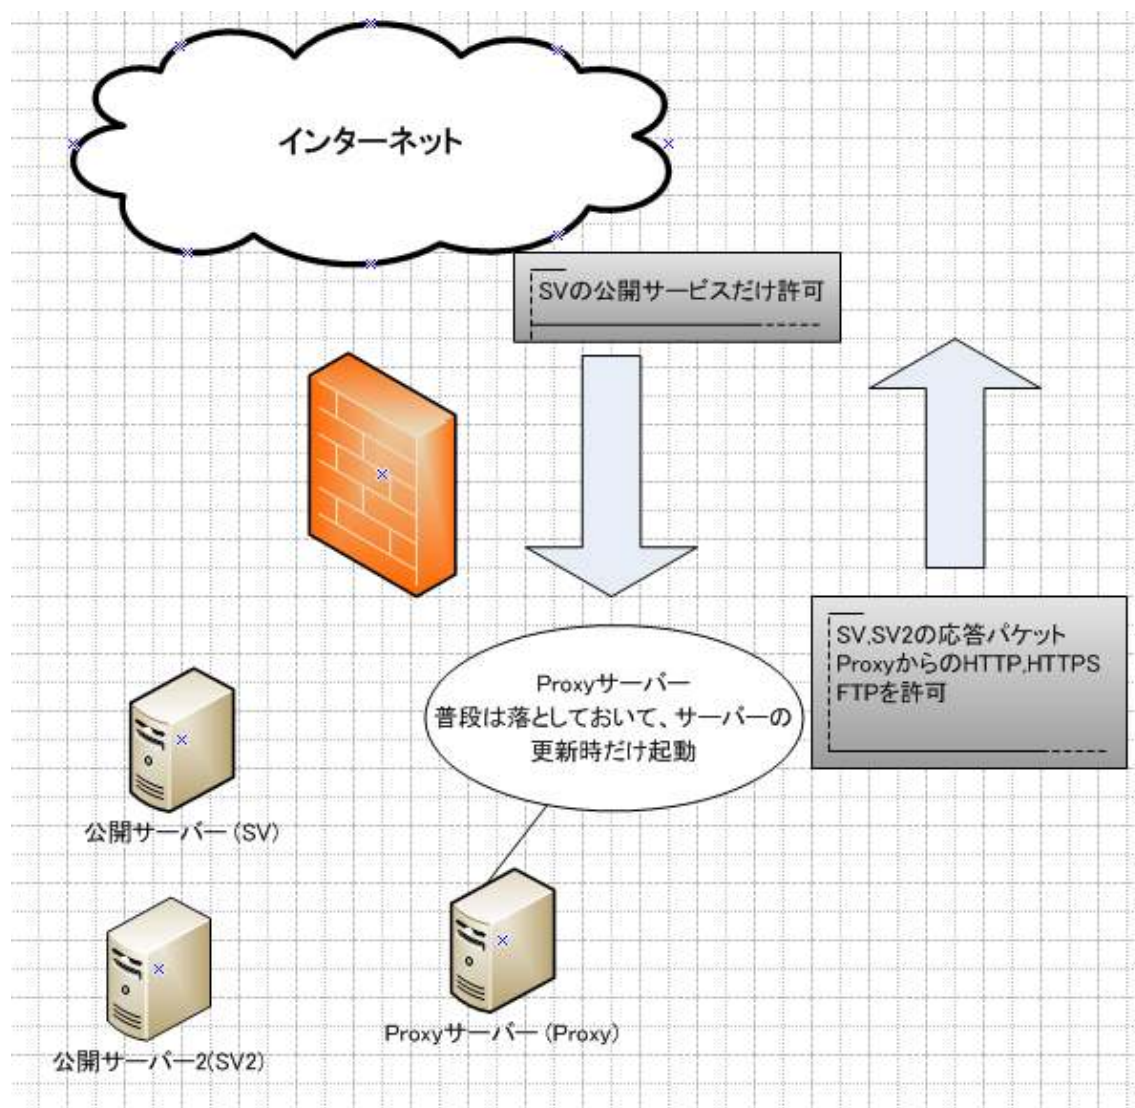 インターネット
SVの公開サービスだけ許可
SV,SV2の応答パケット
ProxyからのHTTP,HTTPS
FTPを許可
Proxyサーバー
普段は落としておいて、サーバーの
更新時だけ起動
公開サーバー(SV)
Proxyサーバー(Proxy)
公開サーバー2(SV2)